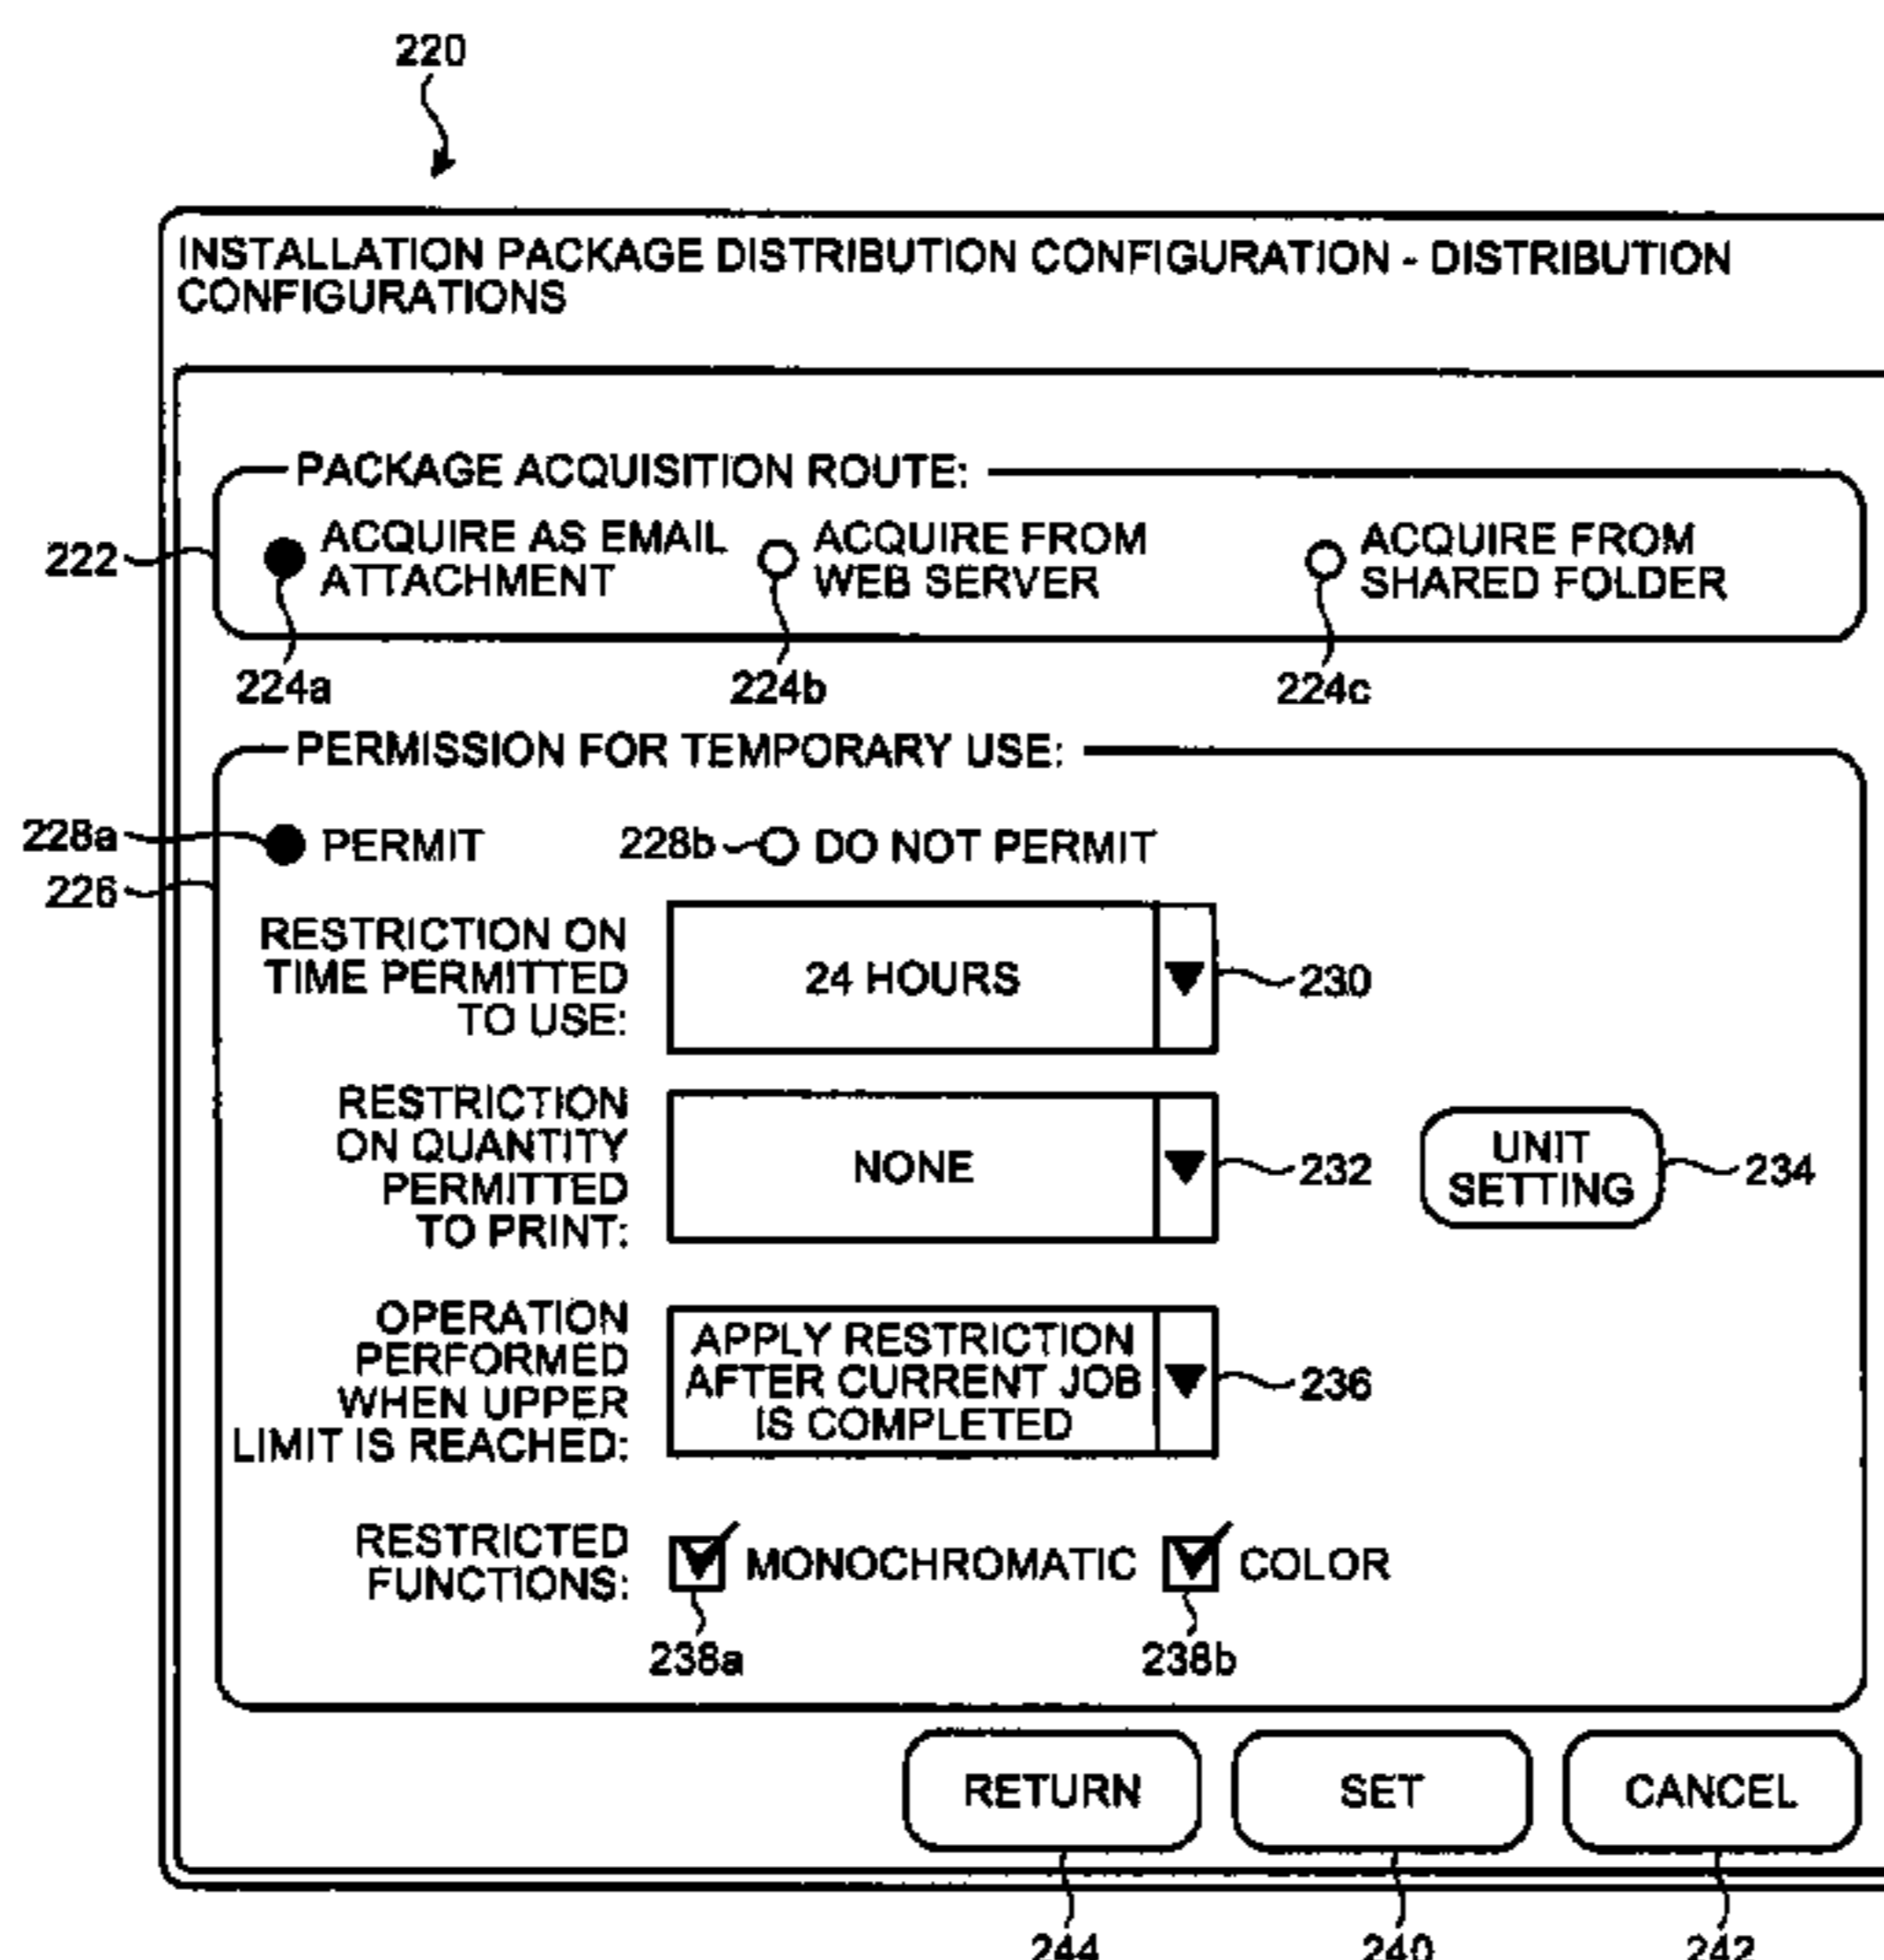 220
INSTALLATION PACKAGE DISTRIBUTION CONFIGURATION - DISTRIBUTION
CONFIGURATIONS
PACKAGE ACQUISITION ROUTE:
222
ACQUIRE AS EMAIL
ATTACHMENT
ACQUIRE FROM
WEB SERVER
ACQUIRE FROM
SHARED FOLDER
224a
224b
224c
PERMISSION FOR TEMPORARY USE:
228a
PERMIT
228b
DO NOT PERMIT
226
RESTRICTION ON
TIME PERMITTED
TO USE:
24 HOURS
230
RESTRICTION
ON QUANTITY
PERMITTED
TO PRINT:
NONE
232
UNIT
SETTING
234
OPERATION
PERFORMED
WHEN UPPER
LIMIT IS REACHED:
APPLY RESTRICTION
AFTER CURRENT JOB
IS COMPLETED
236
RESTRICTED
FUNCTIONS:
MONOCHROMATIC
COLOR
238a
238b
RETURN
SET
CANCEL
244
240
242